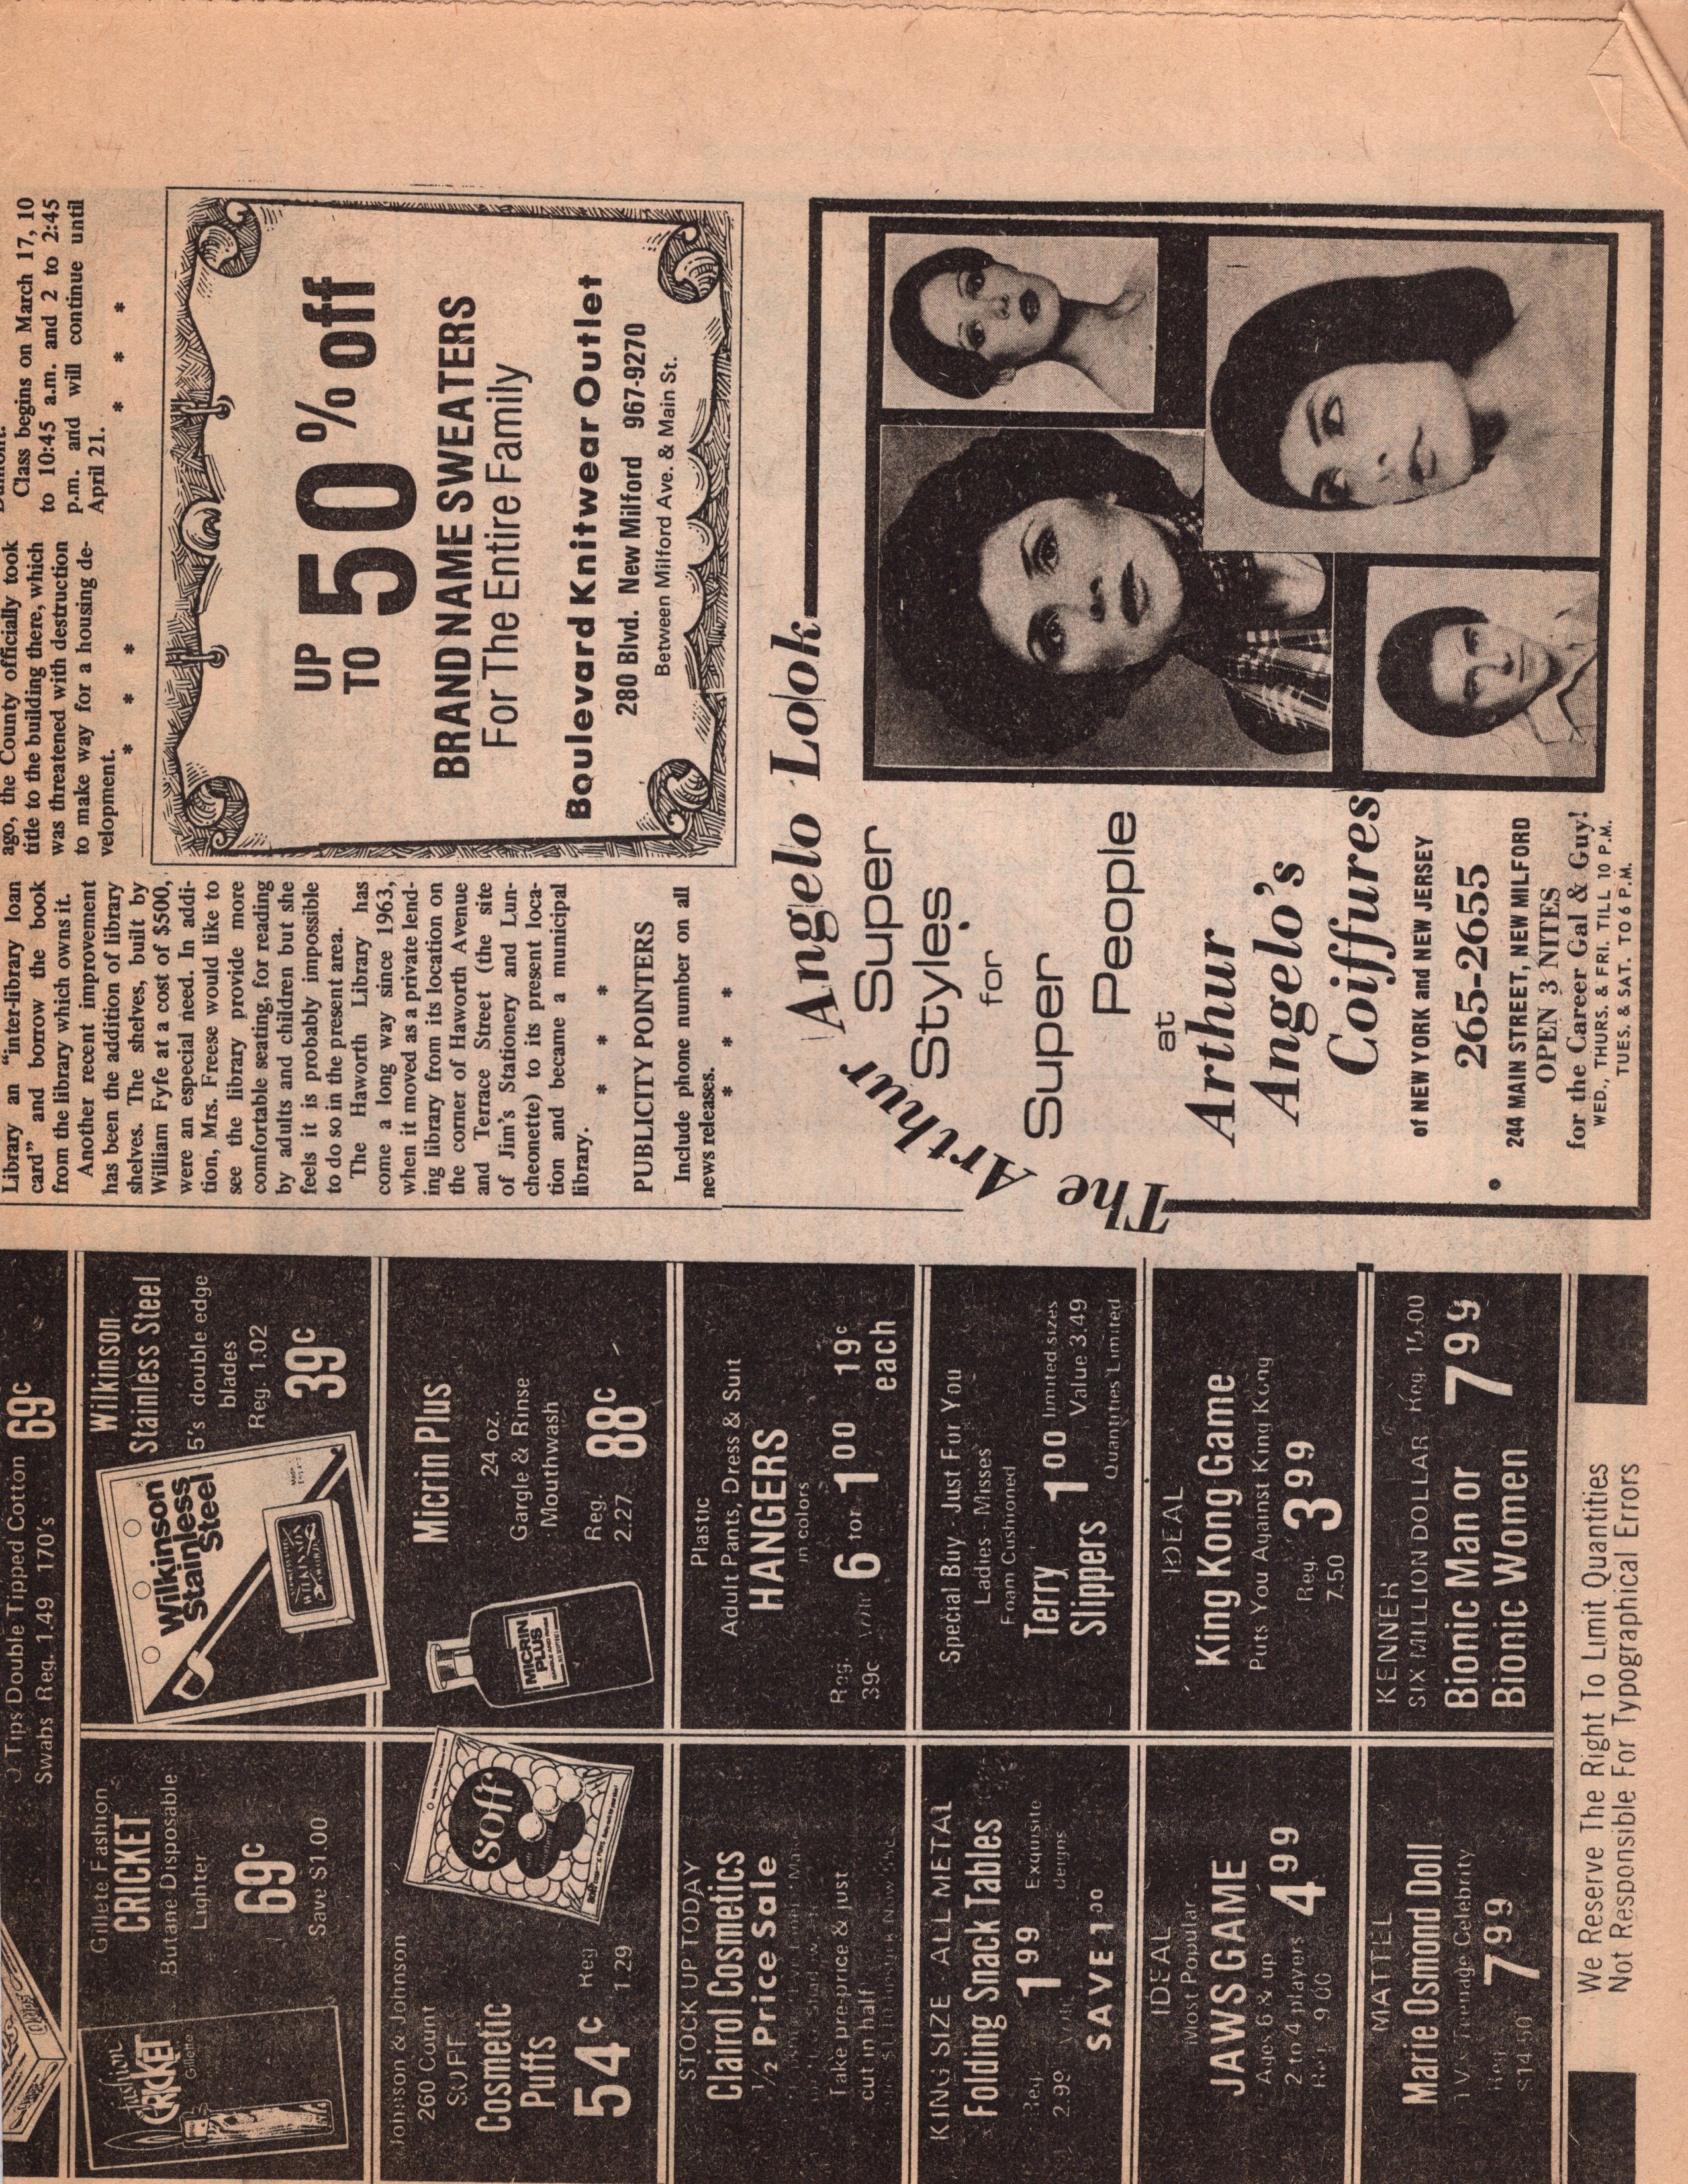 Q Tips Double Tipped Cotton
Swabs Reg. 1.49 170's 69c
Gillette Fashion
CRICKET
Butane Disposable
Lighter
69c
Save $1.00
fashion
CRICKET
Gillette
Wilkinson
Stainless Steel
5's double edge
blades
Reg. 1.02
39c
Wilkinson
Stainless
Steel
WILKINSON
SWORD
Johnson & Johnson
260 Count
SOFF
Cosmetic
Puffs
54c Reg
1.29
soff
Micrin Plus
24 oz.
Gargle & Rinse
Mouthwash
Reg.
2.27 88c
MICRIN
PLUS
STOCK UP TODAY
Clairol Cosmetics
1/2 Price Sale
Take pre-price & just
cut in half
Plastic
Adult Pants, Dress & Suit
HANGERS
in colors
Reg.
39c 6 for 1.00 19c
each
KING SIZE - ALL METAL
Folding Snack Tables
Reg.
2.99 1.99 Exquisite
deigns
SAVE 1.00
Special Buy - Just For You
Ladies - Misses
Foam Cushioned
Terry
Slippers 1.00 limited sizes
Value 3.49
Quantities Limited
IDEAL
Most Popular
JAWS GAME
Ages 6 & up
2 to 4 players
Reg. 9.00 4.99
IDEAL
King Kong Game
Puts You Against King Kong
Reg.
7.50 3.99
MATTEL
Marie Osmond Doll
TV's Teenage Celebrity
Reg.
$14.50 7.99
KENNER
SIX MILLION DOLLAR Reg. 15.00
Bionic Man or
Bionic Women 7.99
We Reserve The Right To Limit Quantities
Not Responsible For Typographical Errors
Library an "inter-library loan
card" and borrow the book
from the library which owns it.
Another recent improvement
has been the addition of library
shelves. The shelves, built by
William Fyfe at a cost of $500,
were an especial need. In addi-
tion, Mrs. Freese would like to
see the library provide more
comfortable seating, for reading
by adults and children but she
feels it is probably impossible
to do so in the present area.
The Haworth Library has
come a long way since 1963,
when it moved as a private lend-
ing library from its location on
the corner of Haworth Avenue
and Terrace Street (the site
of Jim's Stationery and Lun-
cheonette) to its present loca-
tion and became a municipal
library.
* * *
PUBLICITY POINTERS
Include phone number on all
news releases.
* * *
ago, the County officially took
title to the building there, which
was threatened with destruction
to make way for a housing de-
velopment.
* * *
Dumont.
Class begins on March 17, 10
to 10:45 a.m. and 2 to 2:45
p.m. and will continue until
April 21.
* * *
UP
TO 50% off
BRAND NAME SWEATERS
For The Entire Family
Boulevard Knitwear Outlet
280 Blvd. New Milford 967-9270
Between Milford Ave. & Main St.
The Arthur Angelo Look
Super
Styles
for
Super
People
at
Arthur
Angelo's
Coiffures
of NEW YORK and NEW JERSEY
265-2655
244 MAIN STREET, NEW MILFORD
OPEN 3 NITES
for the Career Gal & Guy!
WED., THURS. & FRI. TILL 10 P.M.
TUES. & SAT. TO 6 P.M.